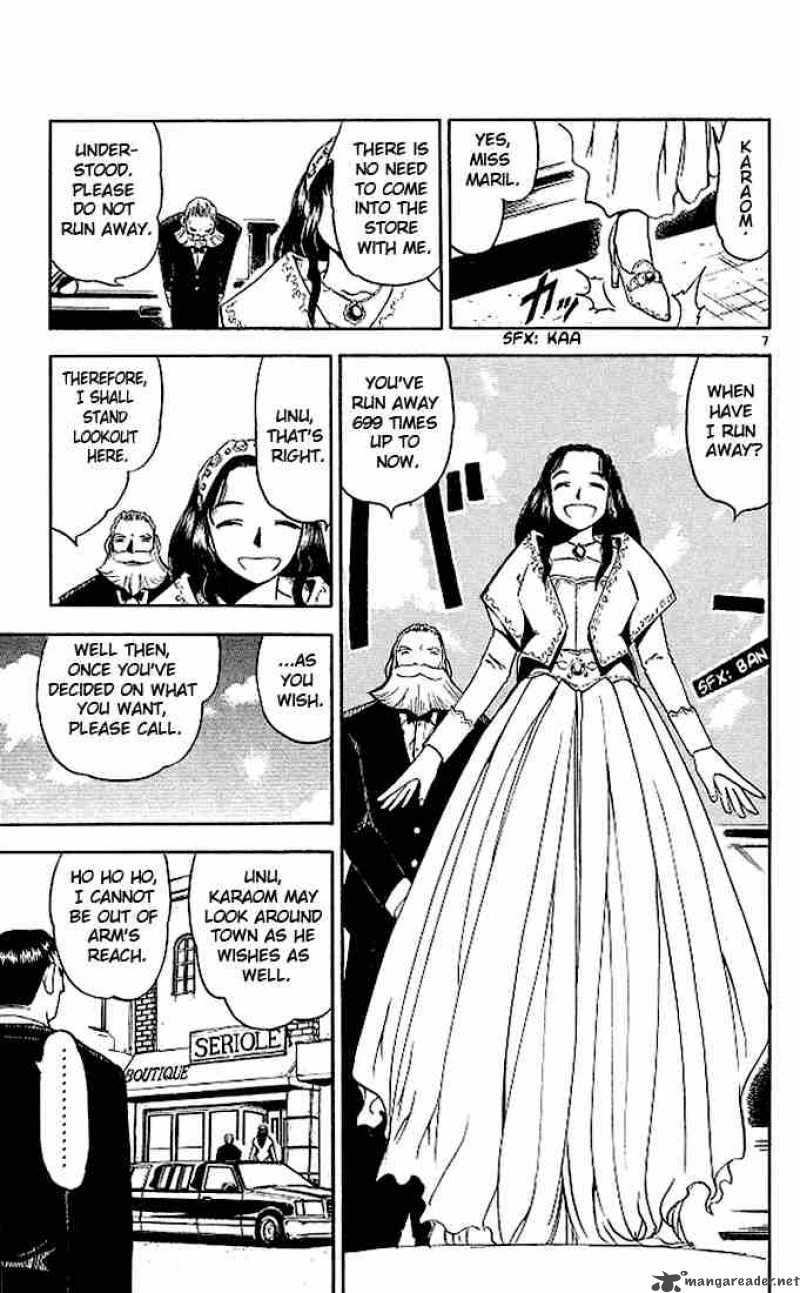 KARAOM.
YES,
MISS
MARIL.
カッ
SFX: KAA
7
THERE IS
NO NEED
TO COME
INTO THE
STORE
WITH ME.
UNDER-
STOOD.
PLEASE
DO NOT
RUN AWAY.
WHEN
HAVE
I RUN
AWAY?
YOU'VE
RUN AWAY
699 TIMES
UP TO
NOW.
バン
SFX: BAN
UNU,
THAT'S
RIGHT.
THEREFORE,
I SHALL
STAND
LOOKOUT
HERE.
...AS
YOU
WISH.
WELL THEN,
ONCE YOU'VE
DECIDED ON WHAT
YOU WANT,
PLEASE CALL.
UNU,
KARAOM MAY
LOOK AROUND
TOWN AS HE
WISHES AS
WELL.
HO HO HO,
I CANNOT
BE OUT OF
ARM'S
REACH.
SERIOLE
BOUTIQUE
..........
mangareader.net